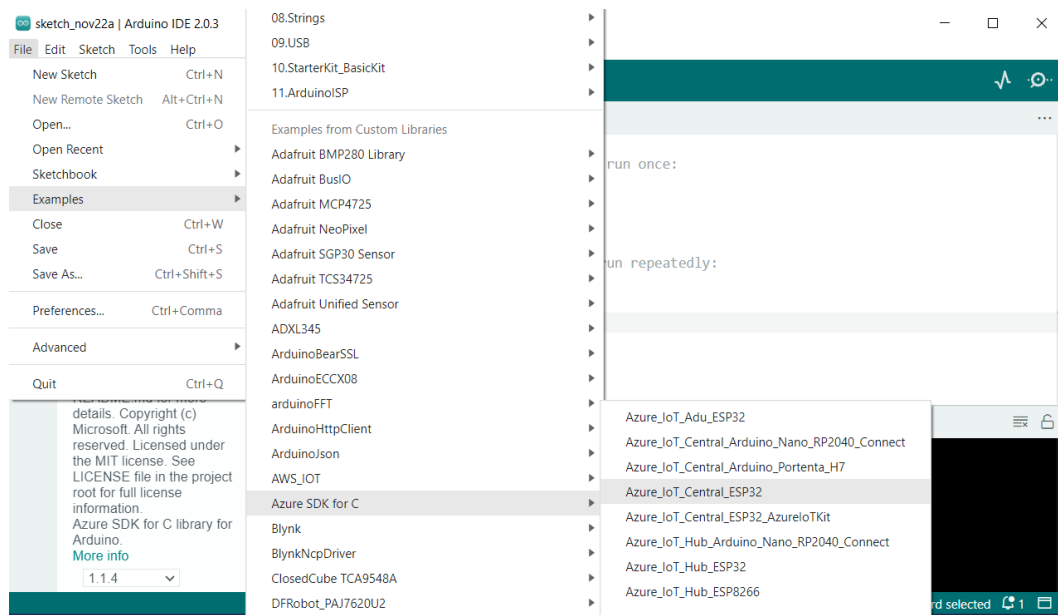 sketch_nov22a | Arduino IDE 2.0.3
File Edit Sketch Tools Help
New Sketch Ctrl+N
New Remote Sketch Alt+Ctrl+N
Open... Ctrl+O
Open Recent
Sketchbook
Examples
Close Ctrl+W
Save Ctrl+S
Save As... Ctrl+Shift+S
Preferences... Ctrl+Comma
Advanced
Quit Ctrl+Q
details. Copyright (c)
Microsoft. All rights
reserved. Licensed under
the MIT license. See
LICENSE file in the project
root for full license
information.
Azure SDK for C library for
Arduino.
More info
1.1.4
08.Strings
09.USB
10.StarterKit_BasicKit
11.ArduinoISP
Examples from Custom Libraries
Adafruit BMP280 Library
Adafruit BusIO
Adafruit MCP4725
Adafruit NeoPixel
Adafruit SGP30 Sensor
Adafruit TCS34725
Adafruit Unified Sensor
ADXL345
ArduinoBearSSL
ArduinoECCX08
arduinoFFT
ArduinoHttpClient
ArduinoJson
AWS_IOT
Azure SDK for C
Blynk
BlynkNcpDriver
ClosedCube TCA9548A
DFRobot_PAJ7620U2
run once:
run repeatedly:
Azure_IoT_Adu_ESP32
Azure_IoT_Central_Arduino_Nano_RP2040_Connect
Azure_IoT_Central_Arduino_Portenta_H7
Azure_IoT_Central_ESP32
Azure_IoT_Central_ESP32_AzureIoTKit
Azure_IoT_Hub_Arduino_Nano_RP2040_Connect
Azure_IoT_Hub_ESP32
Azure_IoT_Hub_ESP8266
rd selected 1